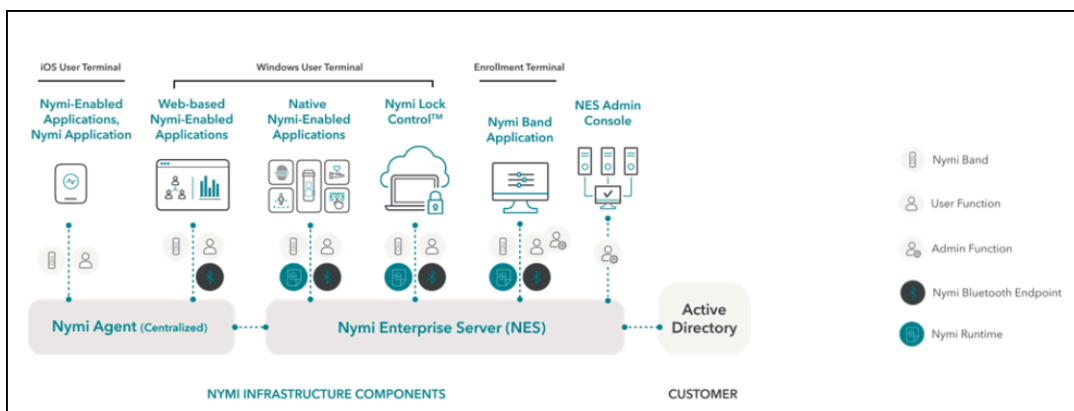 iOS User Terminal
Windows User Terminal
Enrollment Terminal
Nymi-Enabled
Applications,
Nymi Application
Web-based
Nymi-Enabled
Applications
Native
Nymi-Enabled
Applications
Nymi Lock
Control™
Nymi Band
Application
NES Admin
Console
Nymi Band
User Function
Admin Function
Nymi Bluetooth Endpoint
Nymi Runtime
Nymi Agent (Centralized)
Nymi Enterprise Server (NES)
Active
Directory
NYMI INFRASTRUCTURE COMPONENTS
CUSTOMER